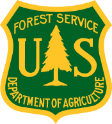 FOREST SERVICE
U S
DEPARTMENT OF AGRICULTURE